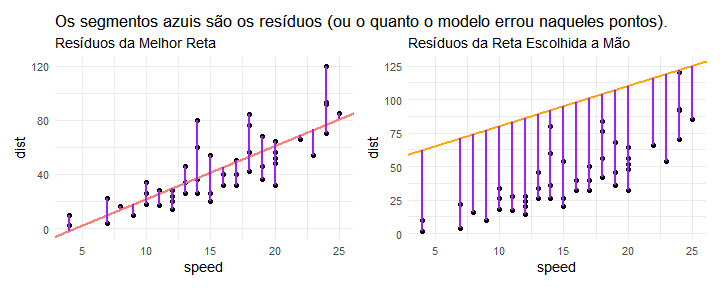 Os segmentos azuis são os resíduos (ou o quanto o modelo errou naqueles pontos).
Resíduos da Melhor Reta
120
80
40
0
dist
5 10 15 20 25
speed
Resíduos da Reta Escolhida a Mão
125
100
75
50
25
0
dist
5 10 15 20 25
speed